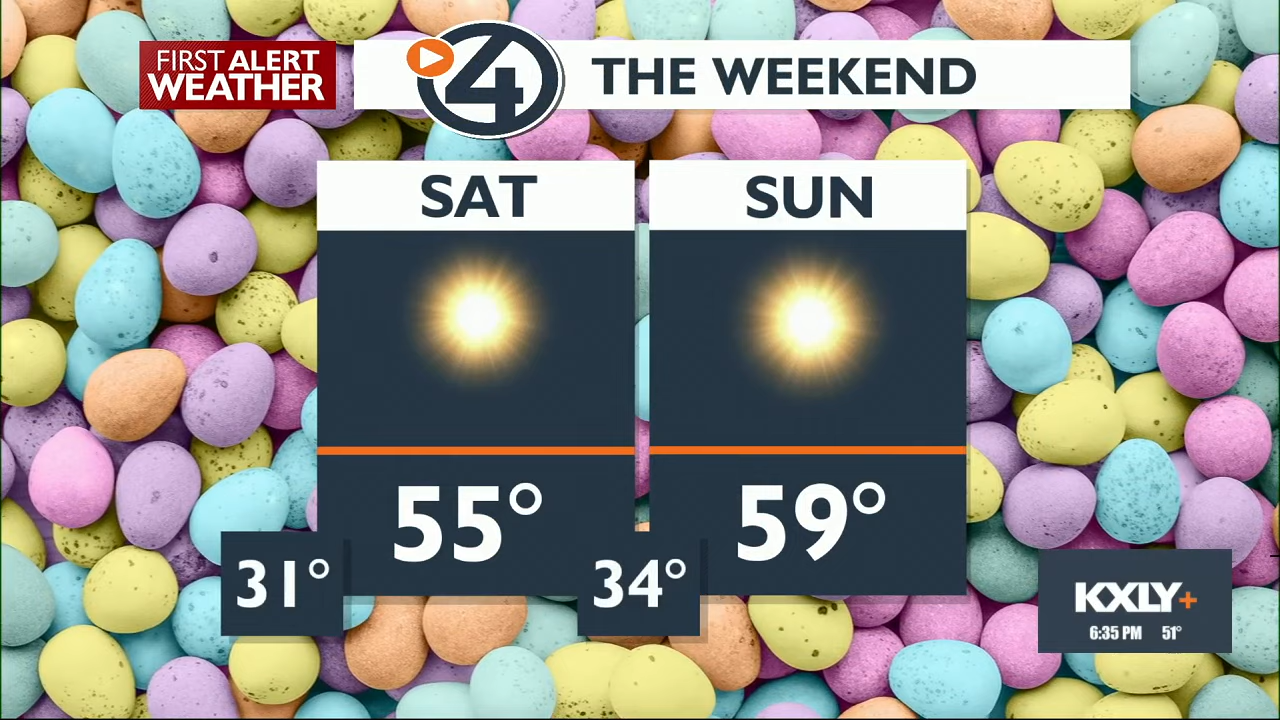 FIRST ALERT
WEATHER
4
THE WEEKEND
SAT
SUN
55°
59°
31°
34°
KXLY+
6:35 PM 51°